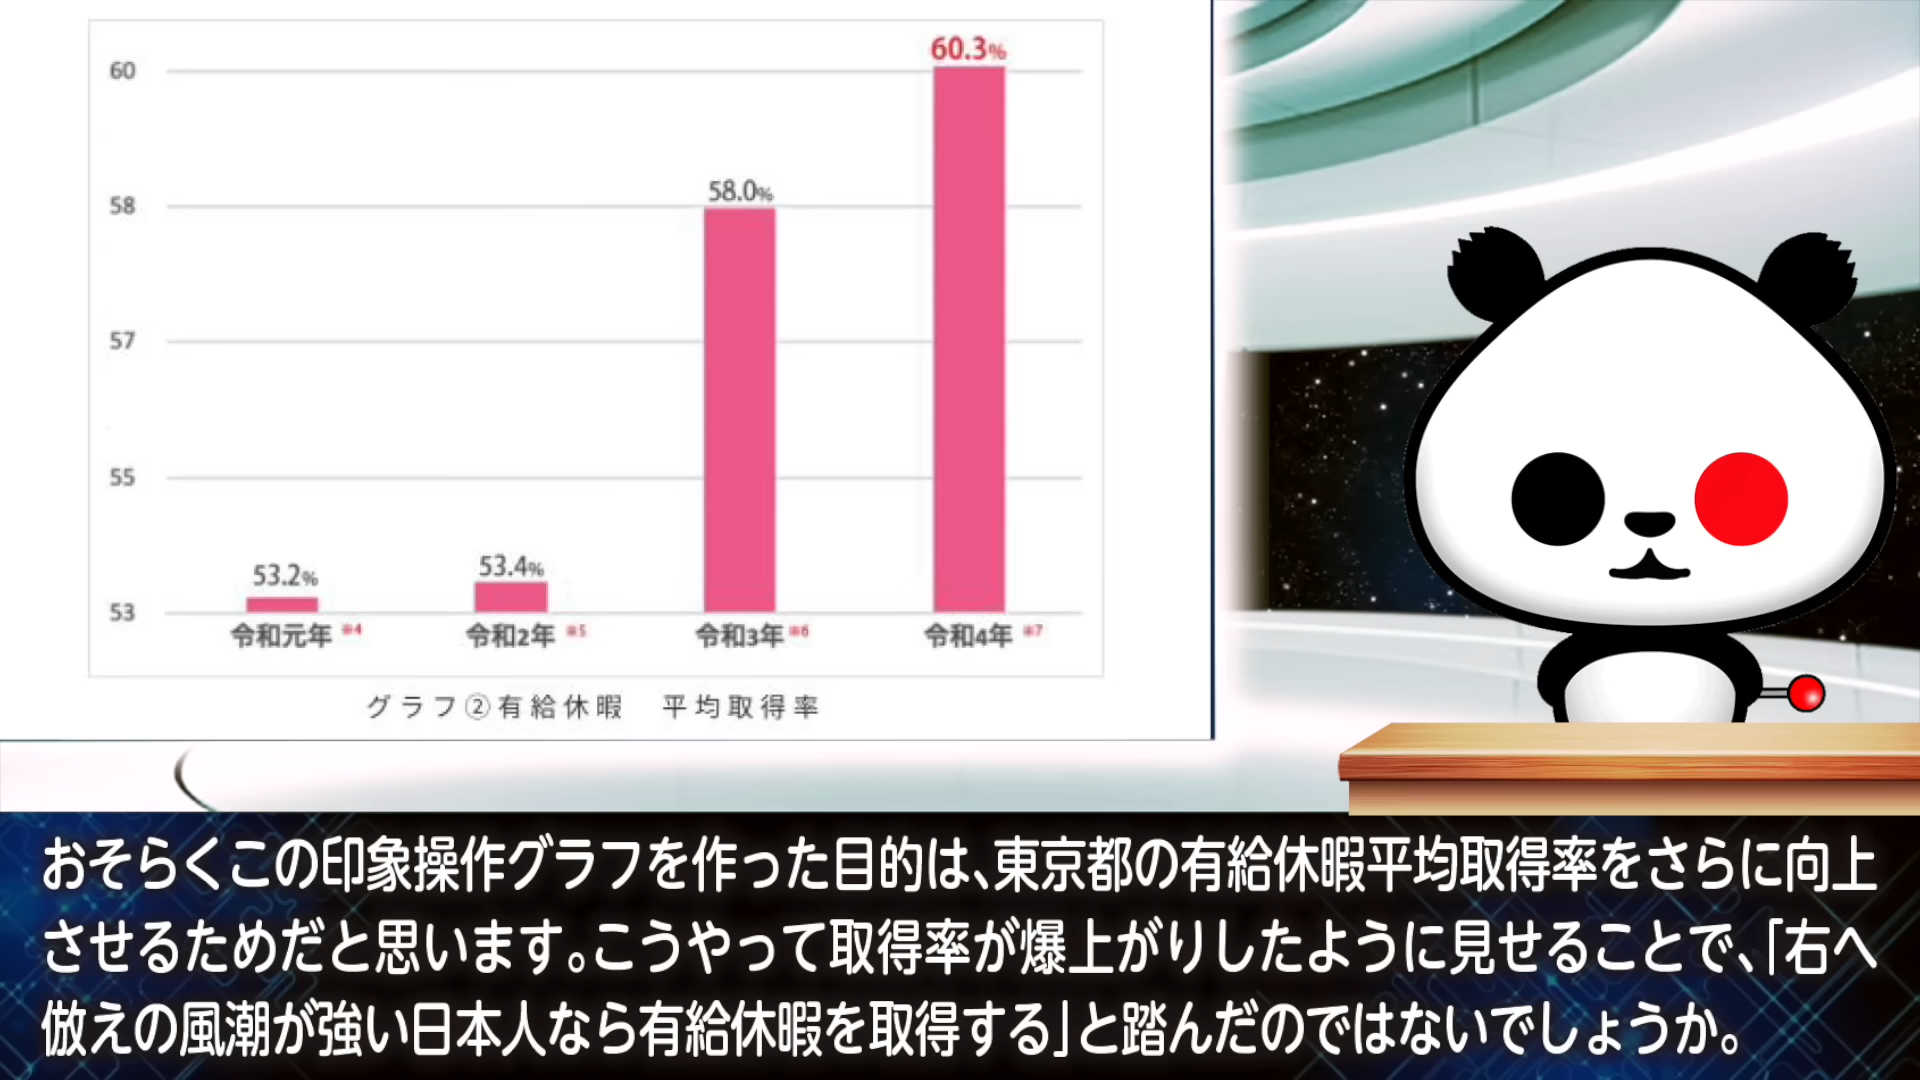 60.3%
60
58.0%
58
57
55
53.2%
53.4%
53
令和元年 ※4 令和2年 ※5 令和3年 ※6 令和4年 ※7
グラフ②有給休暇　平均取得率
おそらくこの印象操作グラフを作った目的は、東京都の有給休暇平均取得率をさらに向上
させるためだと思います。こうやって取得率が爆上がりしたように見せることで、「右へ
倣えの風潮が強い日本人なら有給休暇を取得する」と踏んだのではないでしょうか。